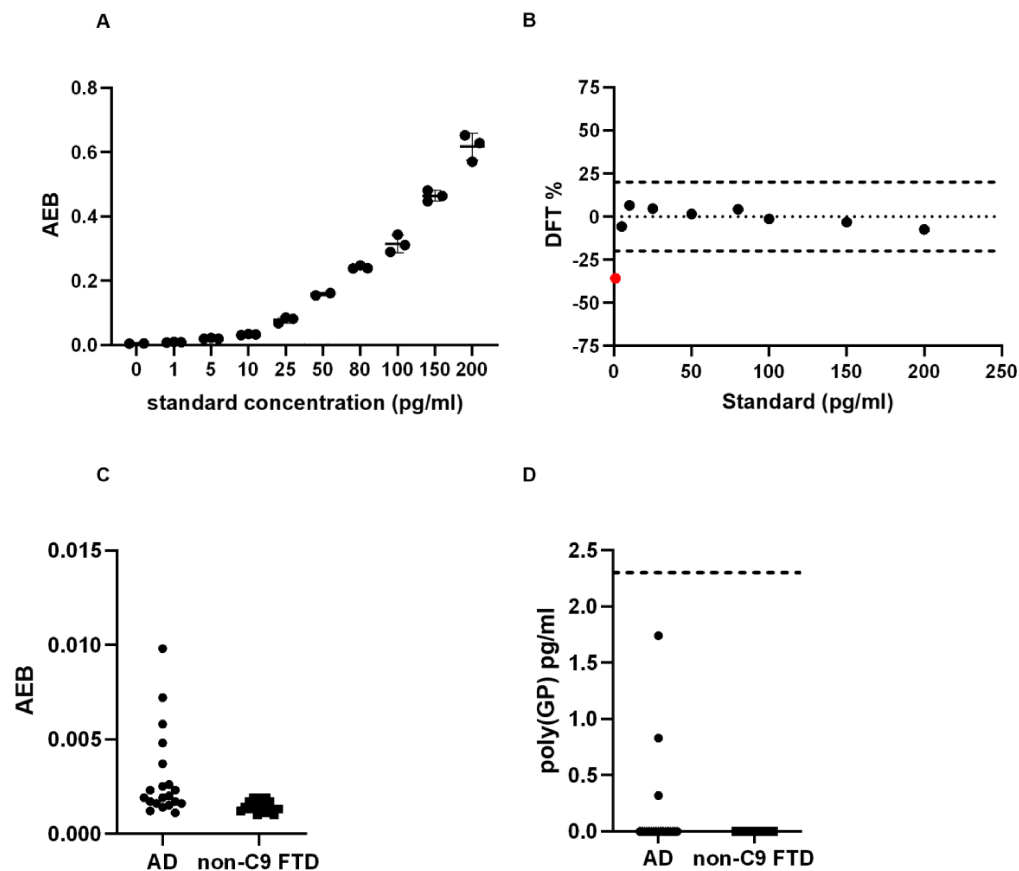 A
0.8
0.6
0.4
0.2
0.0
AEB
0 1 5 10 25 50 80 100 150 200
standard concentration (pg/ml)
B
75
50
25
0
-25
-50
-75
DFT %
0 50 100 150 200 250
Standard (pg/ml)
C
0.015
0.010
0.005
0.000
AEB
AD non-C9 FTD
D
2.5
2.0
1.5
1.0
0.5
0.0
poly(GP) pg/ml
AD non-C9 FTD